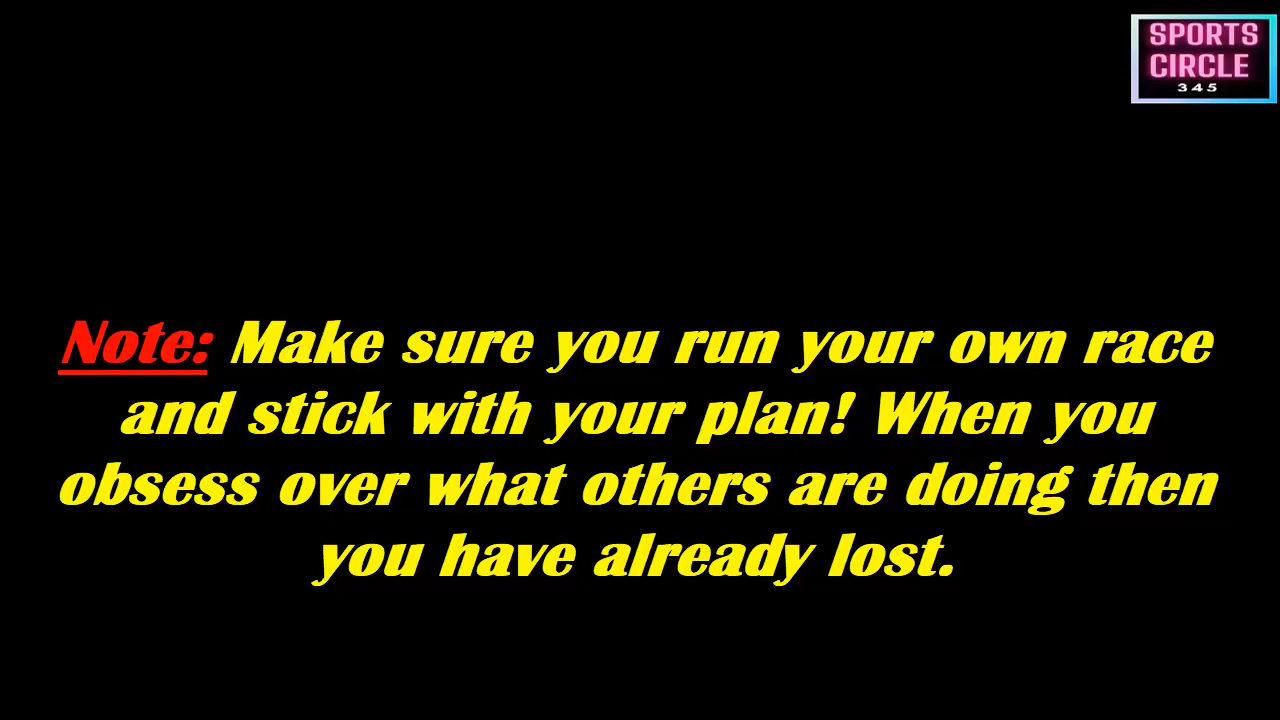 SPORTS
CIRCLE
345
Note: Make sure you run your own race
and stick with your plan! When you
obsess over what others are doing then
you have already lost.